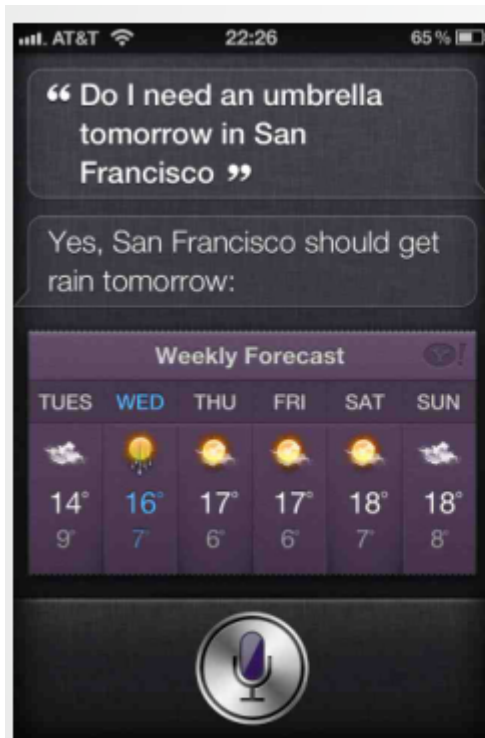 AT&T 22:26 65 %
“ Do I need an umbrella
tomorrow in San
Francisco ”
Yes, San Francisco should get
rain tomorrow:
Weekly Forecast Y!
TUES WED THU FRI SAT SUN
14° 16° 17° 17° 18° 18°
9° 7° 6° 6° 7° 8°